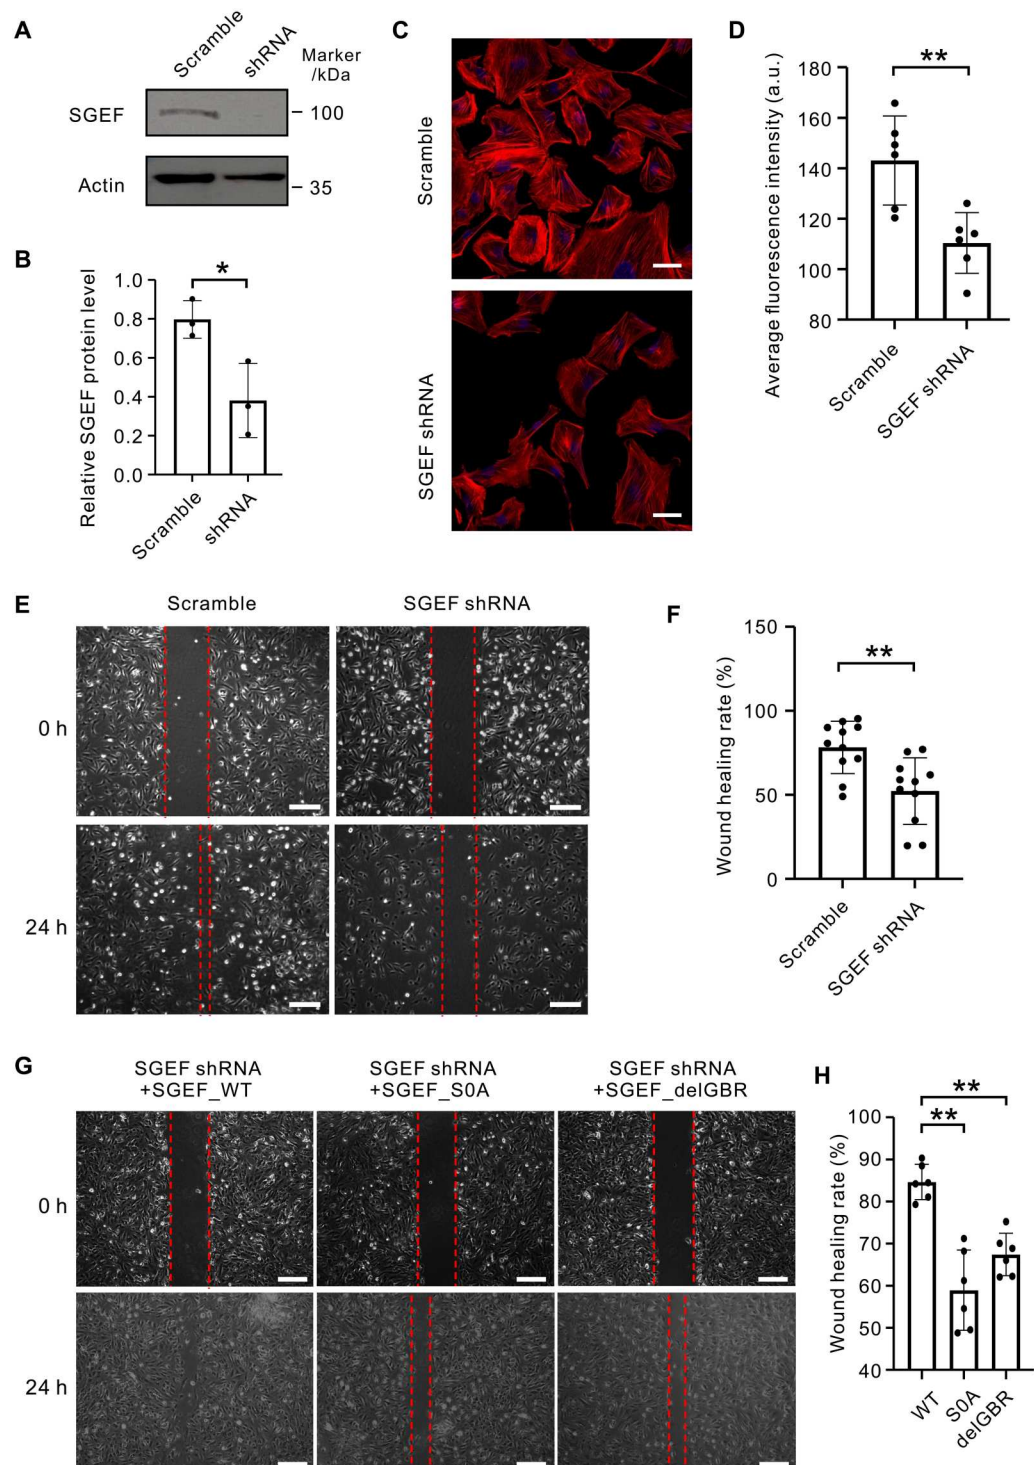 A
Scramble
shRNA
Marker
/kDa
SGEF
100
Actin
35
B
Relative SGEF protein level
1.0
0.8
0.6
0.4
0.2
0.0
*
Scramble
shRNA
C
Scramble
SGEF shRNA
D
Average fluorescence intensity (a.u.)
180
160
140
120
100
80
**
Scramble
SGEF shRNA
E
Scramble
SGEF shRNA
0 h
24 h
F
Wound healing rate (%)
150
100
50
0
**
Scramble
SGEF shRNA
G
SGEF shRNA
+SGEF_WT
SGEF shRNA
+SGEF_S0A
SGEF shRNA
+SGEF_delGBR
0 h
24 h
H
Wound healing rate (%)
100
90
80
70
60
50
40
**
**
WT
S0A
delGBR